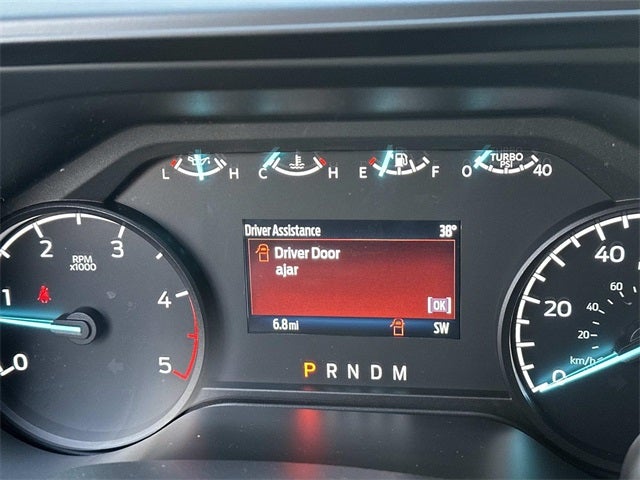 L H C H E F 0 TURBO PSI 40
Driver Assistance 38°
Driver Door
ajar
[OK]
6.8 mi SW
P R N D M
RPM
x1000
0 1 2 3 4 5
0 20 40
20 40 60
km/h